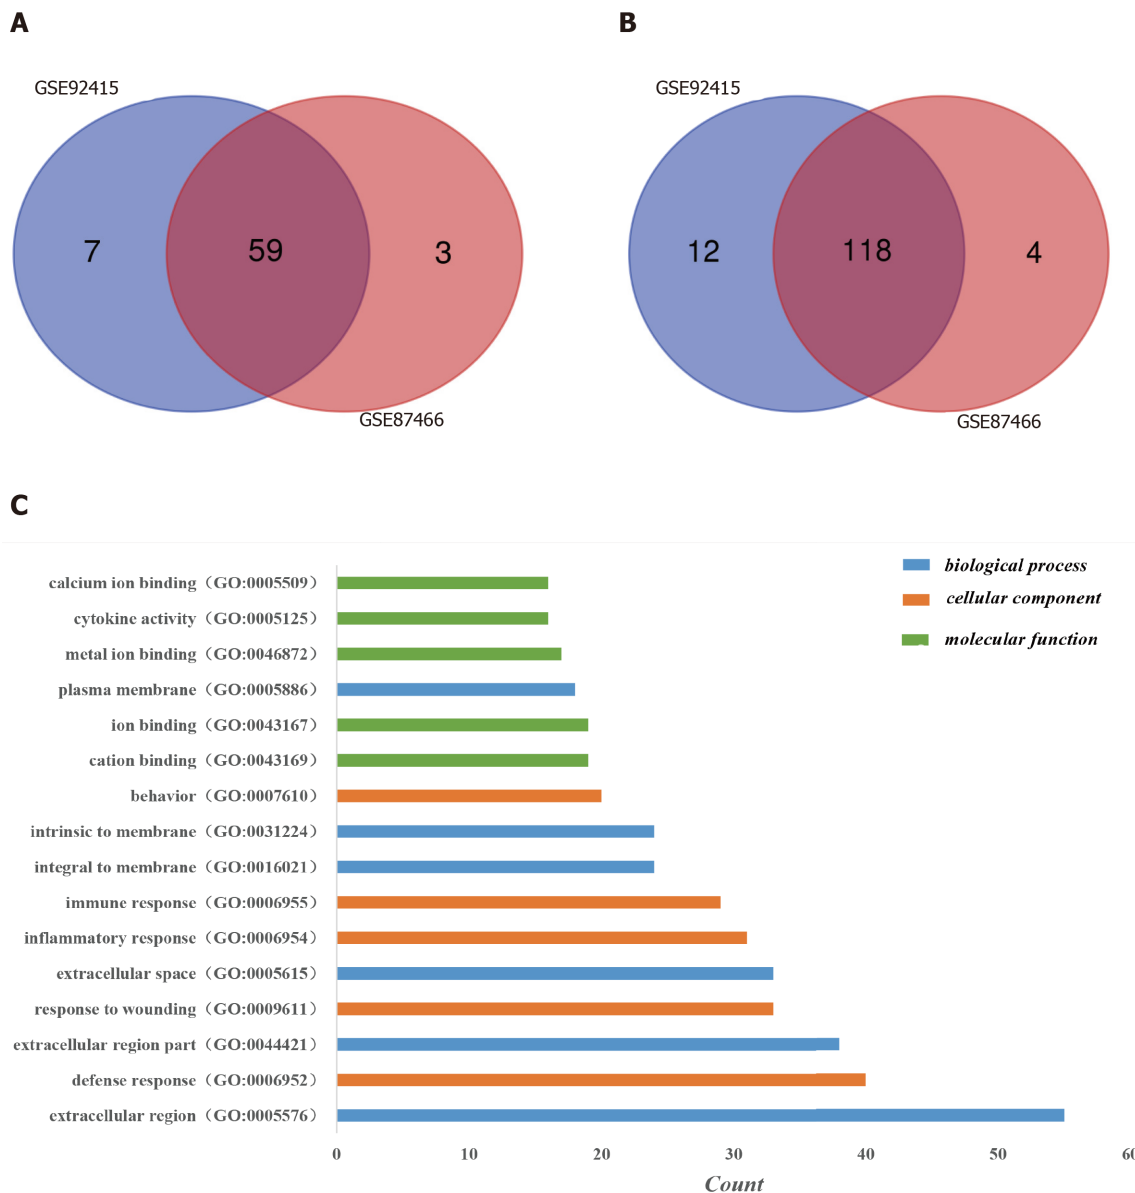 A
B
GSE92415
GSE92415
7
59
3
12
118
4
GSE87466
GSE87466
C
biological process
cellular component
molecular function
calcium ion binding（GO:0005509）
cytokine activity（GO:0005125）
metal ion binding（GO:0046872）
plasma membrane（GO:0005886）
ion binding（GO:0043167）
cation binding（GO:0043169）
behavior（GO:0007610）
intrinsic to membrane（GO:0031224）
integral to membrane（GO:0016021）
immune response（GO:0006955）
inflammatory response（GO:0006954）
extracellular space（GO:0005615）
response to wounding（GO:0009611）
extracellular region part（GO:0044421）
defense response（GO:0006952）
extracellular region（GO:0005576）
0 10 20 30 40 50 60
Count